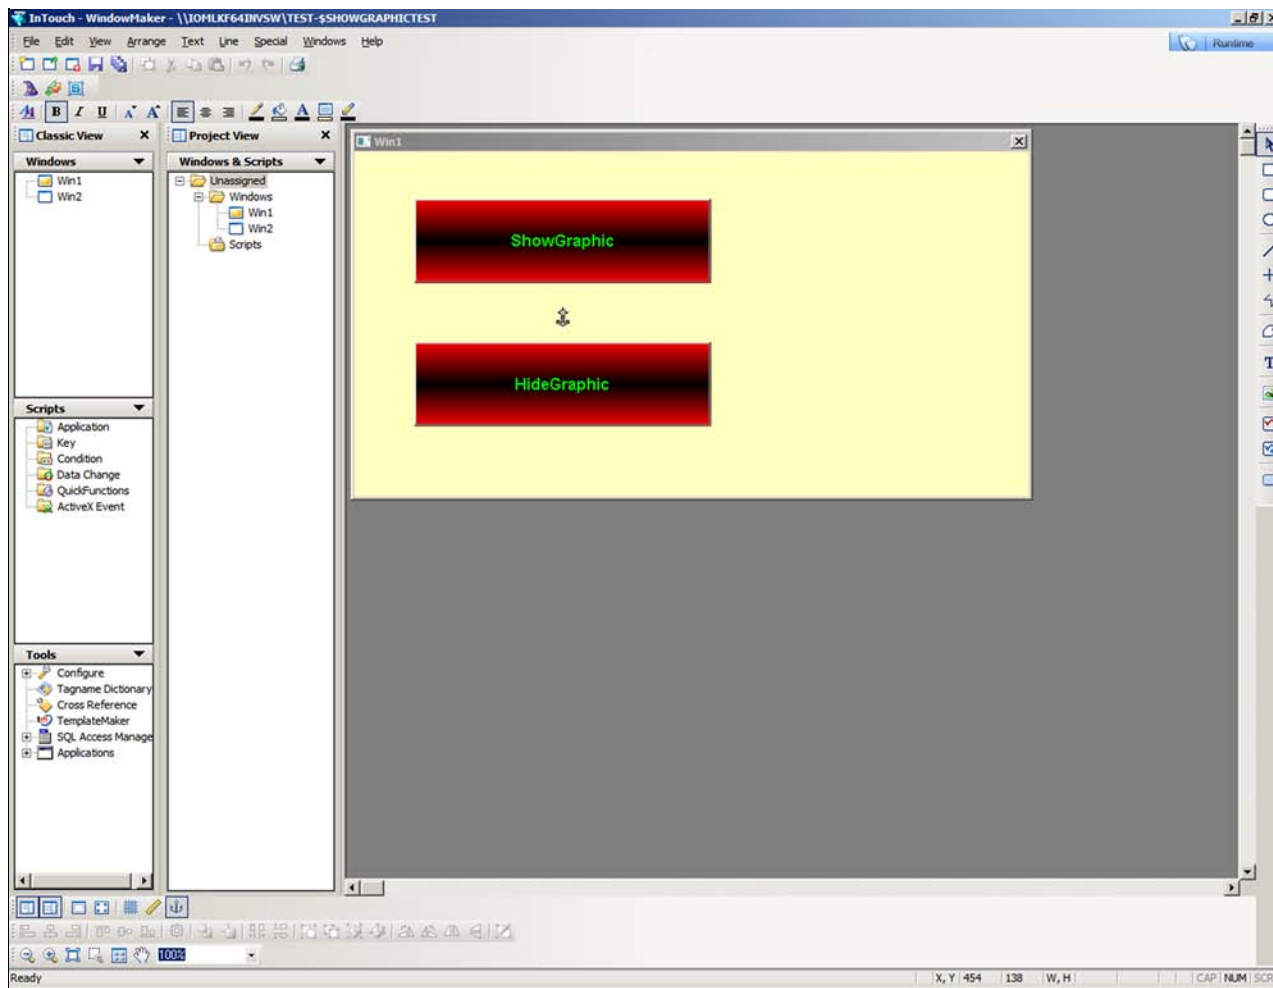 InTouch - WindowMaker - \\IOMLKF64INVSW\TEST-$SHOWGRAPHICTEST
File Edit View Arrange Text Line Special Windows Help
Runtime
Classic View
Project View
Windows
Windows & Scripts
Win1
Win1
Win2
Unassigned
Windows
Win1
Win2
Scripts
ShowGraphic
HideGraphic
Scripts
Application
Key
Condition
Data Change
QuickFunctions
ActiveX Event
Tools
Configure
Tagname Dictionary
Cross Reference
TemplateMaker
SQL Access Manage
Applications
100%
Ready
X, Y 454 138 W, H CAP NUM SCR